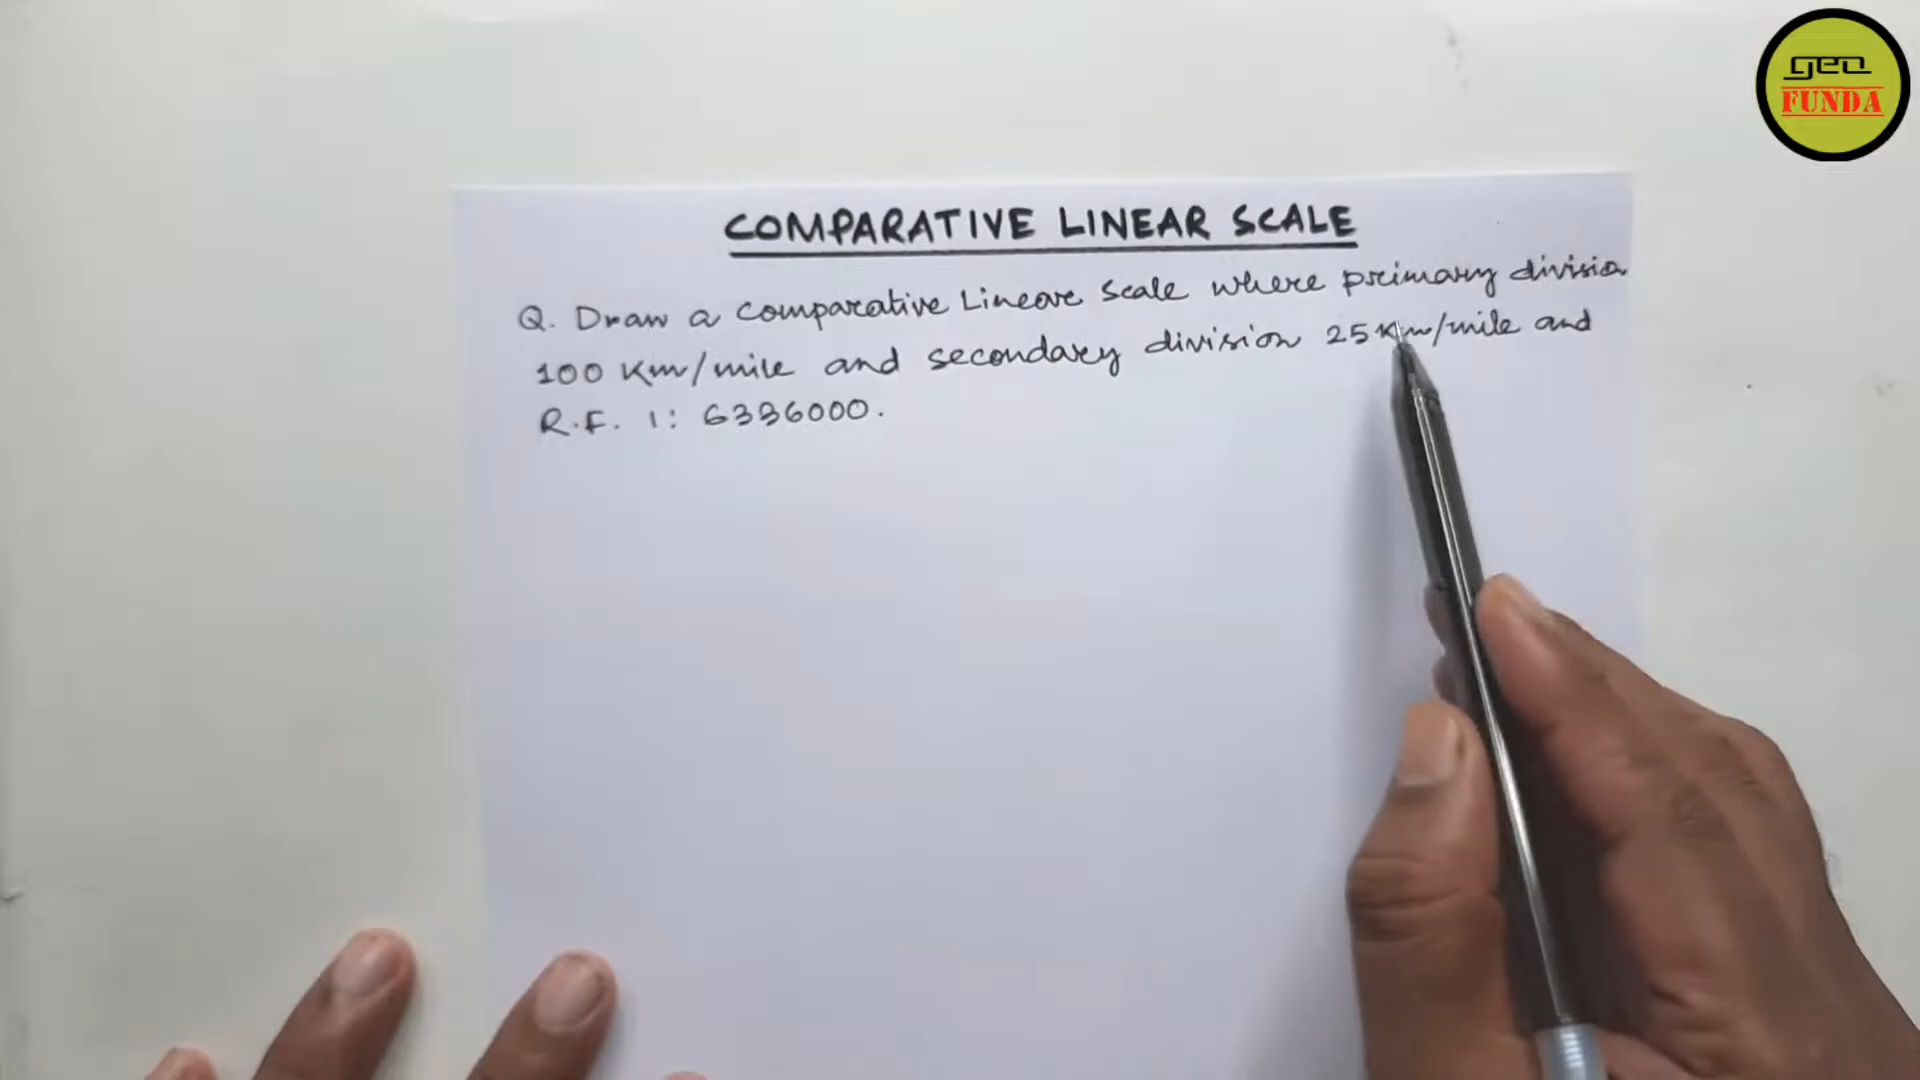 geo
FUNDA
COMPARATIVE LINEAR SCALE
Q. Draw a comparative Linear Scale where primary division
100 Km/mile and secondary division 25 Km/mile and
R.F. 1: 6336000.